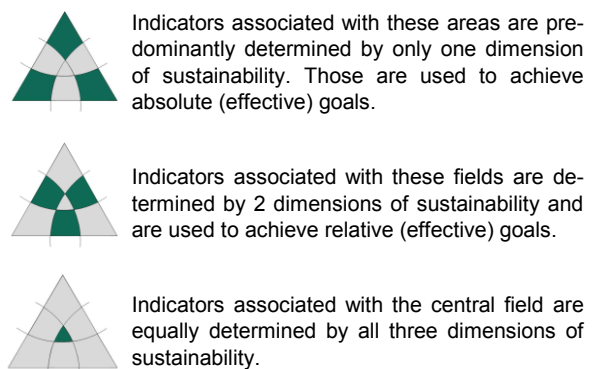 Indicators associated with these areas are pre-
dominantly determined by only one dimension
of sustainability. Those are used to achieve
absolute (effective) goals.
Indicators associated with these fields are de-
termined by 2 dimensions of sustainability and
are used to achieve relative (effective) goals.
Indicators associated with the central field are
equally determined by all three dimensions of
sustainability.